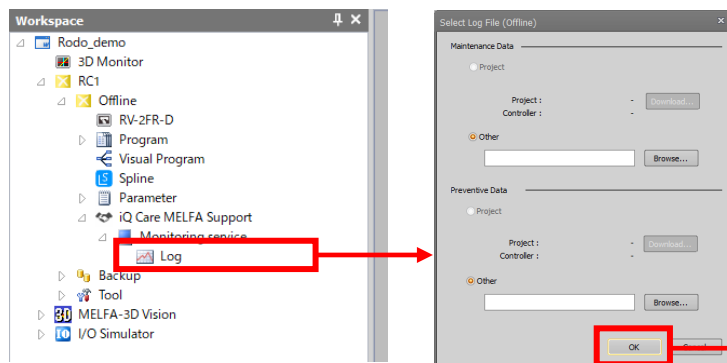 Workspace
Rodo_demo
3D Monitor
RC1
Offline
RV-2FR-D
Program
Visual Program
Spline
Parameter
iQ Care MELFA Support
Monitoring service
Log
Backup
Tool
3D MELFA-3D Vision
IO I/O Simulator
Select Log File (Offline)
Maintenance Data
Project
Project : - Download...
Controller : -
Other
Browse...
Preventive Data
Project
Project : - Download...
Controller : -
Other
Browse...
OK